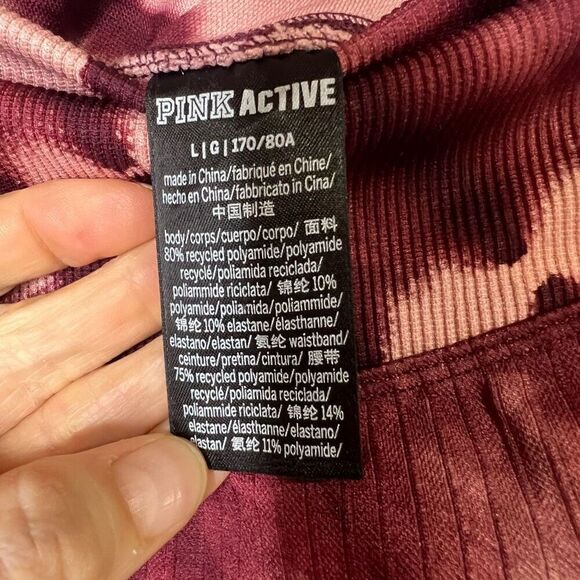 PINK ACTIVE
L | G | 170/80A
made in China/fabriqué en Chine/
hecho en China/fabbricato in Cina/
中国制造
body/corps/cuerpo/corpo/ 面料
80% recycled polyamide/polyamide
recyclé/poliamida reciclada/
poliammide riciclata/ 锦纶 10%
polyamide/poliamida/poliammide/
锦纶 10% elastane/élasthanne/
elastano/elastan/ 氨纶 waistband/
ceinture/pretina/cintura/ 腰带
75% recycled polyamide/polyamide
recyclé/poliamida reciclada/
poliammide riciclata/ 锦纶 14%
elastane/élasthanne/elastano/
elastan/ 氨纶 11% polyamide/